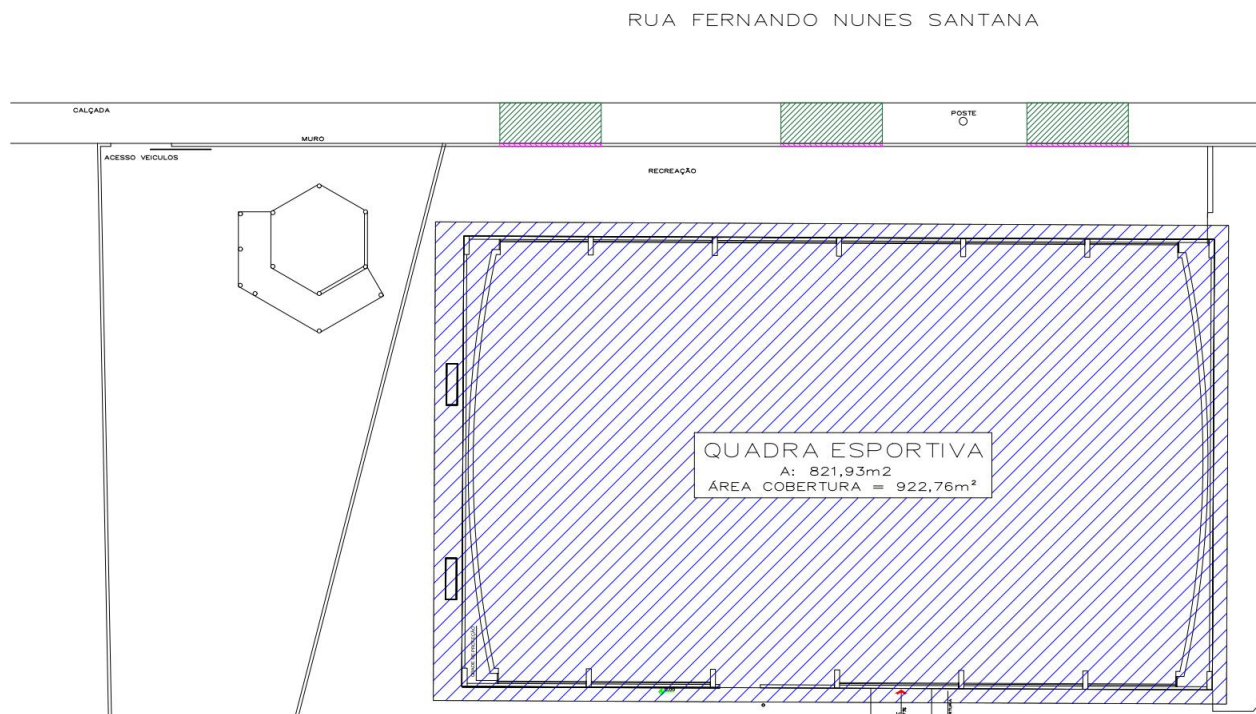 RUA FERNANDO NUNES SANTANA
CALÇADA
POSTE
MURO
ACESSO VEICULOS
RECREAÇÃO
QUADRA ESPORTIVA
A: 821,93m2
ÁREA COBERTURA = 922,76m²